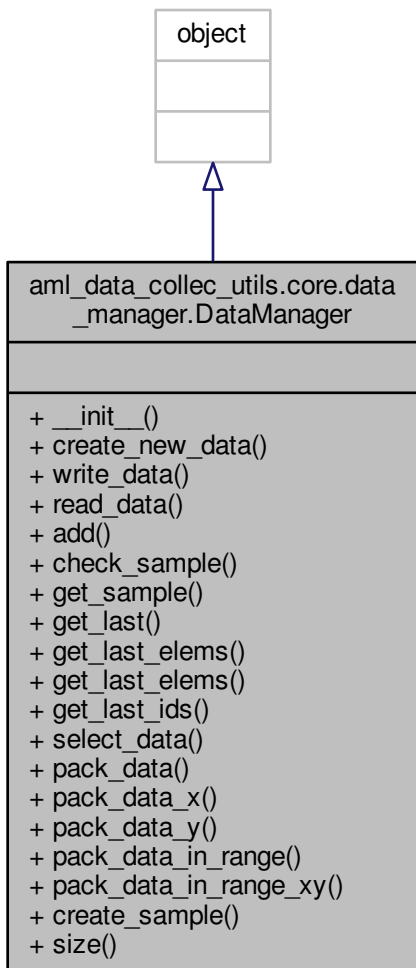 object
aml_data_collec_utils.core.data
_manager.DataManager
+ __init__()
+ create_new_data()
+ write_data()
+ read_data()
+ add()
+ check_sample()
+ get_sample()
+ get_last()
+ get_last_elems()
+ get_last_elems()
+ get_last_ids()
+ select_data()
+ pack_data()
+ pack_data_x()
+ pack_data_y()
+ pack_data_in_range()
+ pack_data_in_range_xy()
+ create_sample()
+ size()